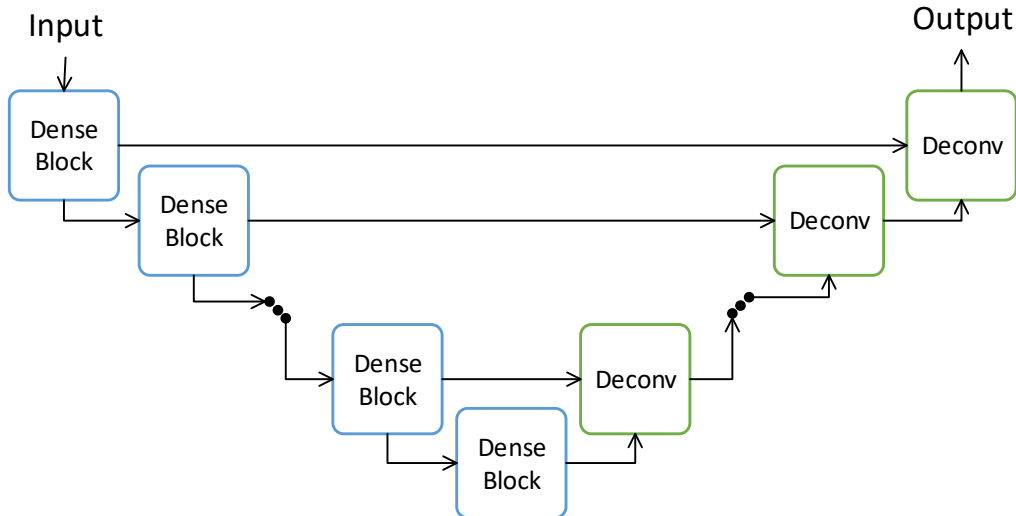 Input
Output
Dense
Block
Deconv
Dense
Block
Deconv
Dense
Block
Deconv
Dense
Block